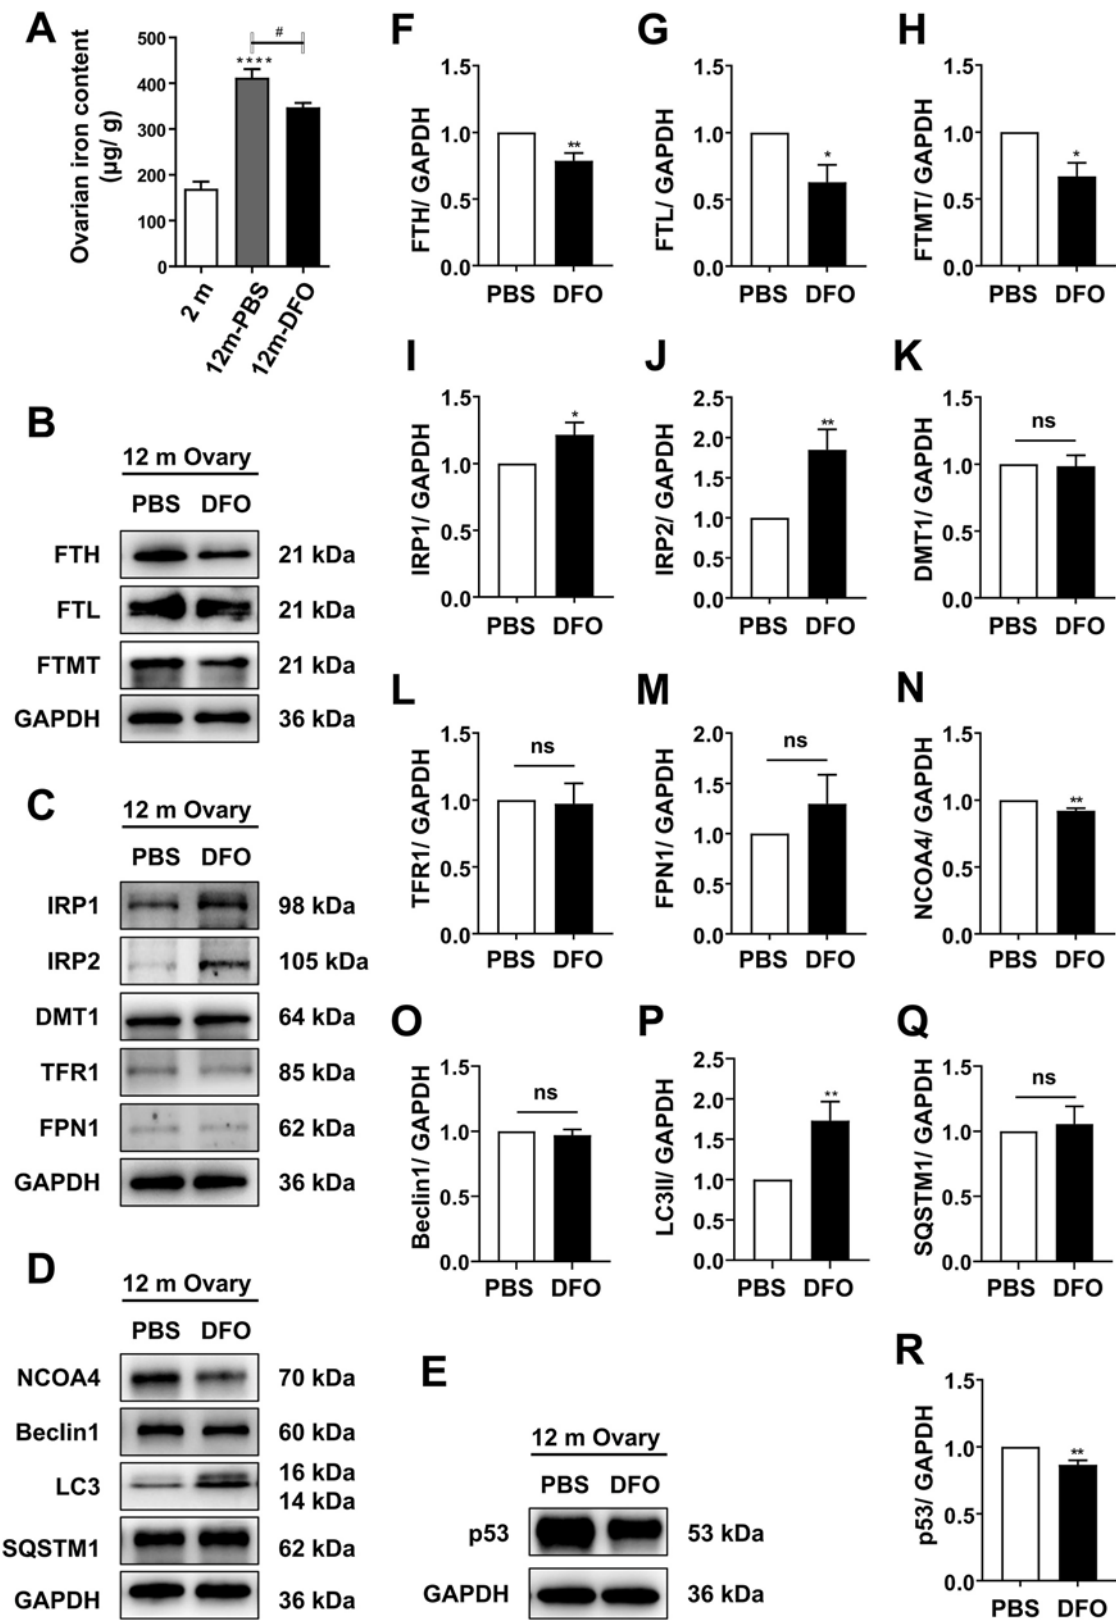 A
Ovarian iron content
(µg/ g)
500
400
300
200
100
0
****
#
2 m
12m-PBS
12m-DFO
B
12 m Ovary
PBS DFO
FTH 21 kDa
FTL 21 kDa
FTMT 21 kDa
GAPDH 36 kDa
C
12 m Ovary
PBS DFO
IRP1 98 kDa
IRP2 105 kDa
DMT1 64 kDa
TFR1 85 kDa
FPN1 62 kDa
GAPDH 36 kDa
D
12 m Ovary
PBS DFO
NCOA4 70 kDa
Beclin1 60 kDa
LC3 16 kDa
14 kDa
SQSTM1 62 kDa
GAPDH 36 kDa
E
12 m Ovary
PBS DFO
p53 53 kDa
GAPDH 36 kDa
F
FTH/ GAPDH
1.5
1.0
0.5
0.0
**
PBS DFO
G
FTL/ GAPDH
1.5
1.0
0.5
0.0
*
PBS DFO
H
FTMT/ GAPDH
1.5
1.0
0.5
0.0
*
PBS DFO
I
IRP1/ GAPDH
1.5
1.0
0.5
0.0
*
PBS DFO
J
IRP2/ GAPDH
2.5
2.0
1.5
1.0
0.5
0.0
**
PBS DFO
K
DMT1/ GAPDH
1.5
1.0
0.5
0.0
ns
PBS DFO
L
TFR1/ GAPDH
1.5
1.0
0.5
0.0
ns
PBS DFO
M
FPN1/ GAPDH
2.0
1.5
1.0
0.5
0.0
ns
PBS DFO
N
NCOA4/ GAPDH
1.5
1.0
0.5
0.0
**
PBS DFO
O
Beclin1/ GAPDH
1.5
1.0
0.5
0.0
ns
PBS DFO
P
LC3II/ GAPDH
2.5
2.0
1.5
1.0
0.5
0.0
**
PBS DFO
Q
SQSTM1/ GAPDH
1.5
1.0
0.5
0.0
ns
PBS DFO
R
p53/ GAPDH
1.5
1.0
0.5
0.0
**
PBS DFO